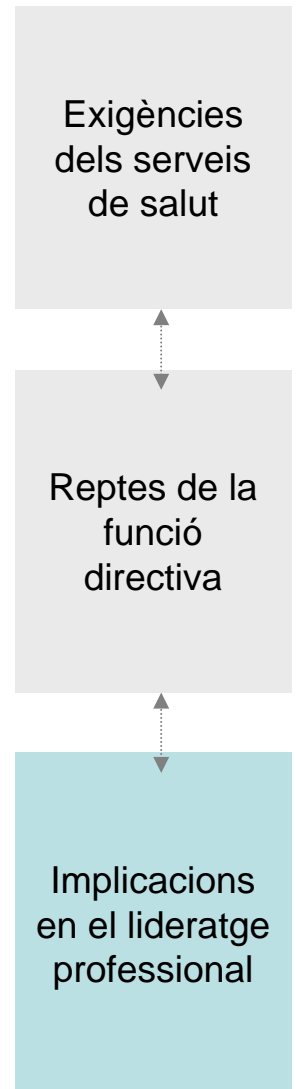 Exigències
dels serveis
de salut
Reptes de la
funció
directiva
Implicacions
en el lideratge
professional